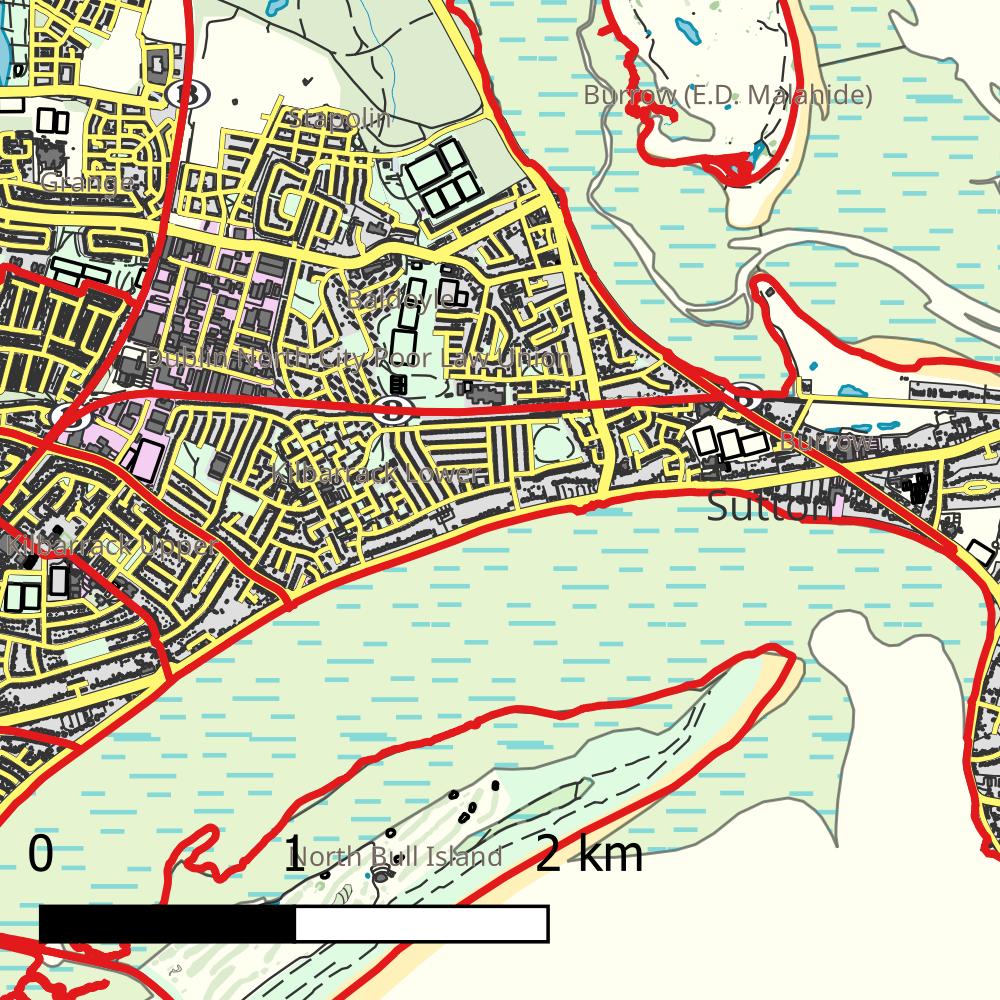 Burrow (E.D. Malahide)
Stapolin
Grange
Baldoyle
Dublin North City Poor Law Union
Burrow
Kilbarrack Lower
Sutton
Kilbarrack Upper
0 1 2 km
North Bull Island